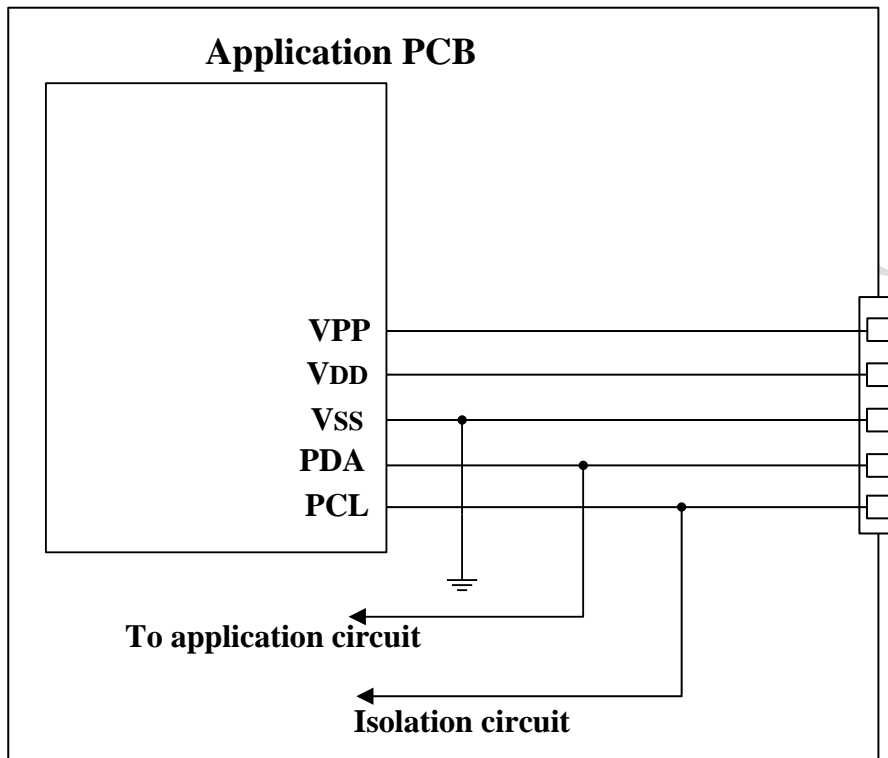 Application PCB
VPP
VDD
VSS
PDA
PCL
To application circuit
Isolation circuit